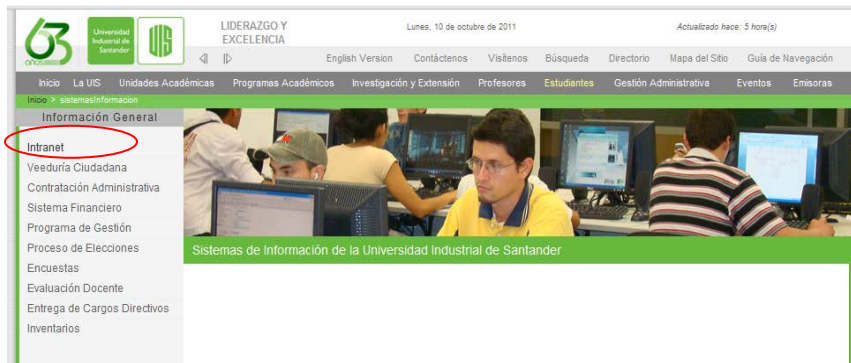 63
AÑOS
Universidad
Industrial de
Santander
UIS
LIDERAZGO Y
EXCELENCIA
Lunes, 10 de octubre de 2011
Actualizado hace: 5 hora(s)
English Version Contáctenos Visítenos Búsqueda Directorio Mapa del Sitio Guía de Navegación
Inicio La UIS Unidades Académicas Programas Académicos Investigación y Extensión Profesores Estudiantes Gestión Administrativa Eventos Emisoras
Inicio > sistemasInformacion
Información General
Intranet
Veeduría Ciudadana
Contratación Administrativa
Sistema Financiero
Programa de Gestión
Proceso de Elecciones
Encuestas
Evaluación Docente
Entrega de Cargos Directivos
Inventarios
Sistemas de Información de la Universidad Industrial de Santander